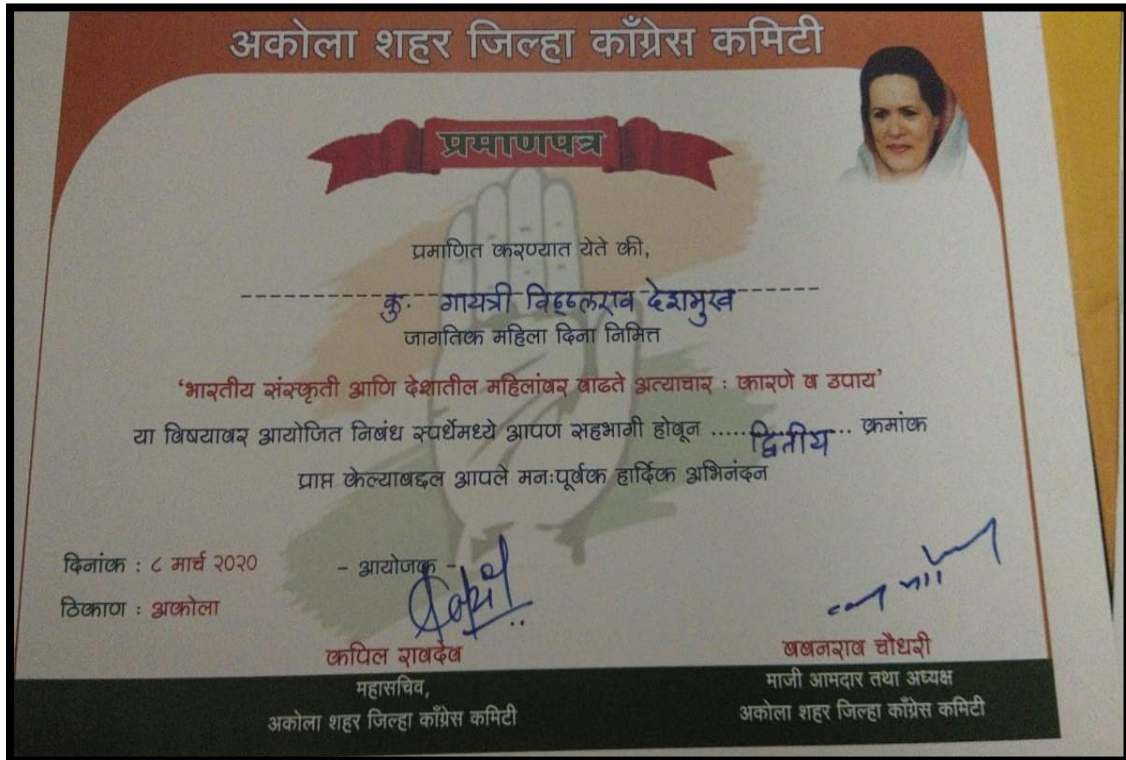 अकोला शहर जिल्हा काँग्रेस कमिटी
प्रमाणपत्र
प्रमाणित करण्यात येते की,
कु. गायत्री विठ्ठलराव देशमुख
जागतिक महिला दिना निमित्त
'भारतीय संस्कृती आणि देशातील महिलांवर वाढते अत्याचार : कारणे व उपाय'
या विषयावर आयोजित निबंध स्पर्धेमध्ये आपण सहभागी होवून ..... द्वितीय .. क्रमांक
प्राप्त केल्याबद्दल आपले मनःपूर्वक हार्दिक अभिनंदन
दिनांक : ८ मार्च २०२० - आयोजक -
ठिकाण : अकोला
कपिल रावदेव
महासचिव,
अकोला शहर जिल्हा काँग्रेस कमिटी
बबनराव चौधरी
माजी आमदार तथा अध्यक्ष
अकोला शहर जिल्हा काँग्रेस कमिटी